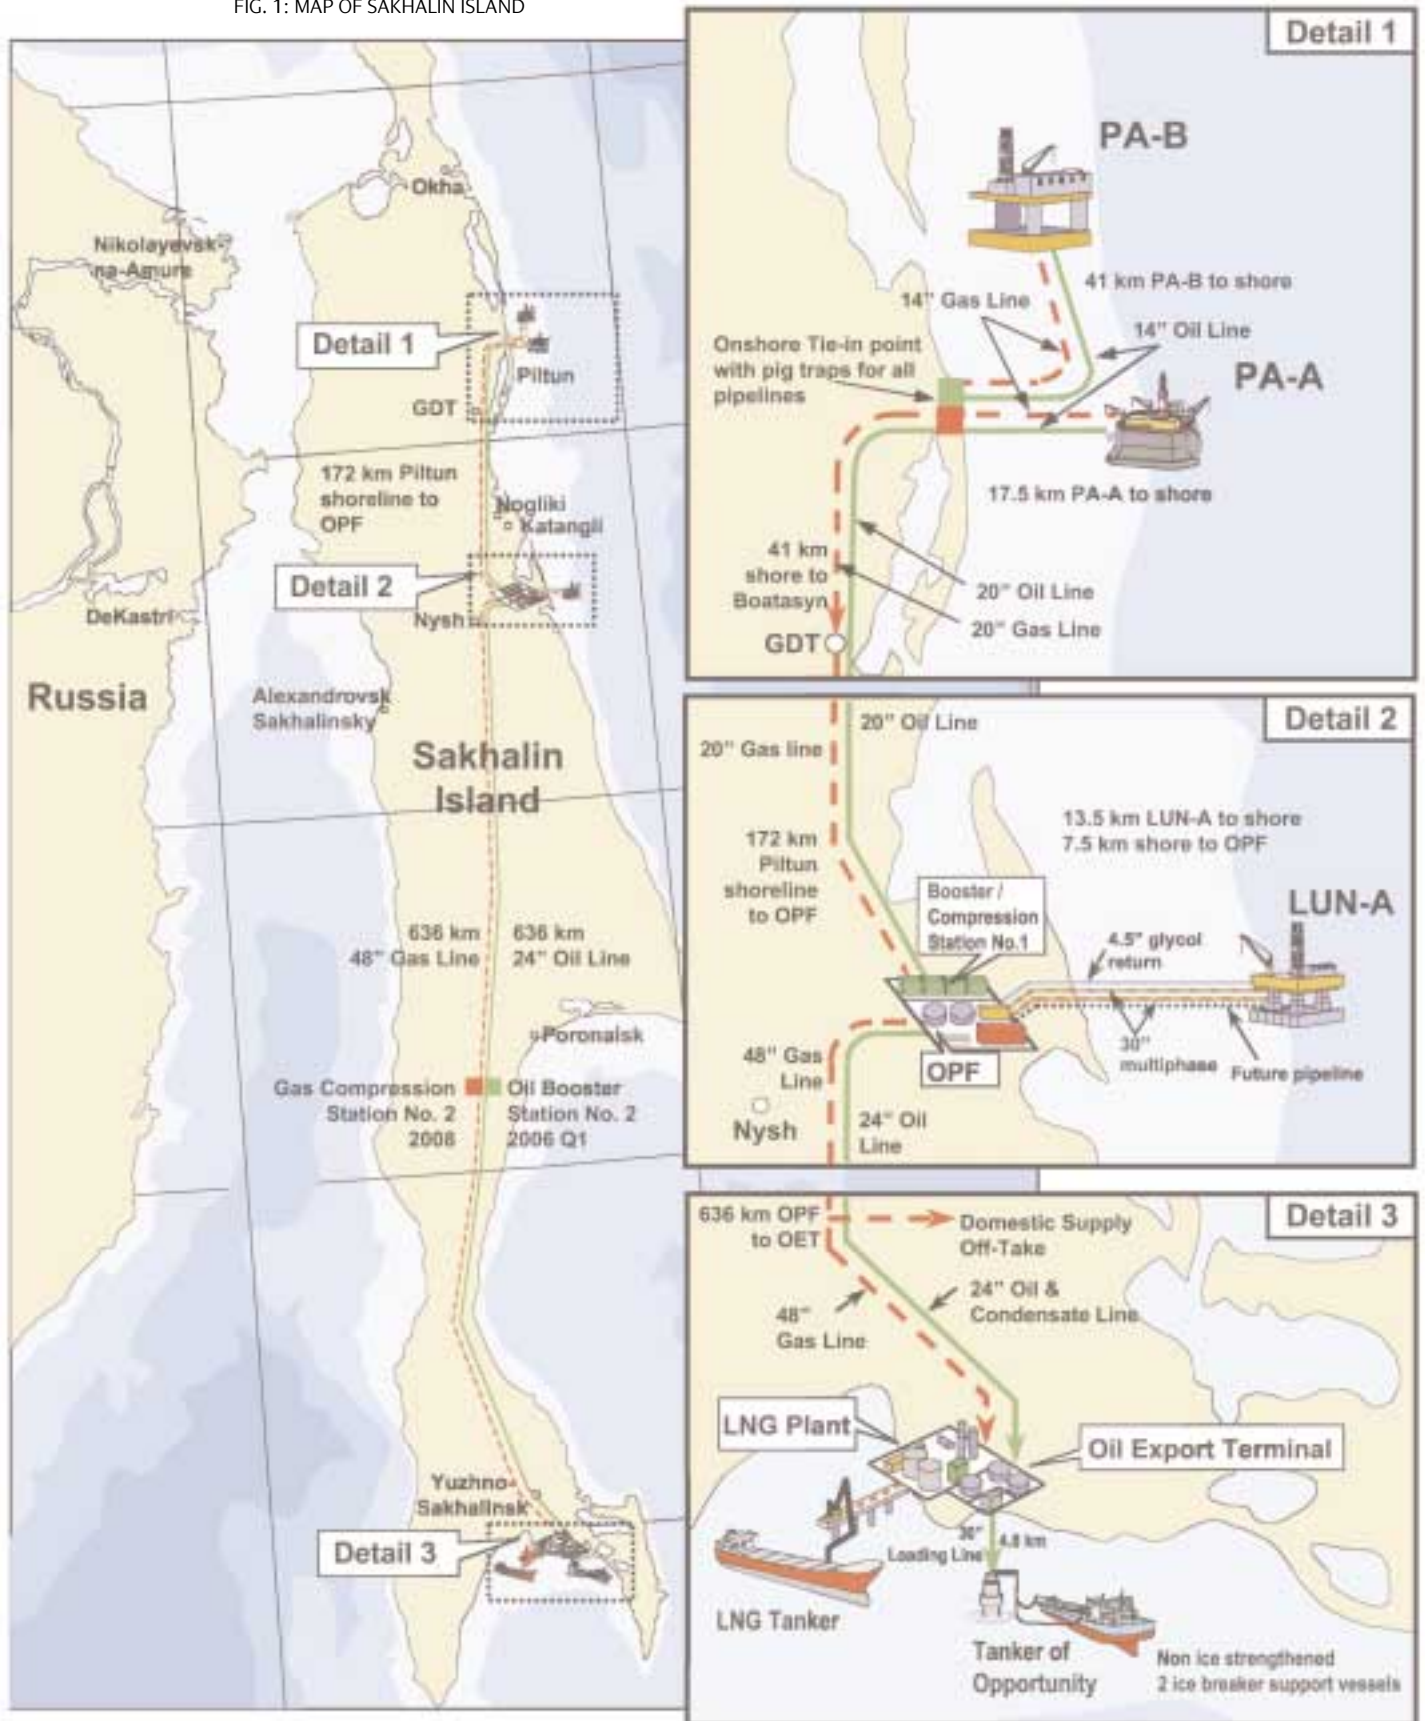 FIG. 1: MAP OF SAKHALIN ISLAND
Okha
Nikolayevsk-
na-Amure
Detail 1
Piltun
GDT
172 km Piltun
shoreline to
OPF
Nogliki
Katangli
Detail 2
Nysh
DeKastri
Russia
Alexandrovsk
Sakhalinsky
Sakhalin
Island
636 km
48" Gas Line
636 km
24" Oil Line
Poronaisk
Gas Compression
Station No. 2
2008
Oil Booster
Station No. 2
2006 Q1
Yuzhno-
Sakhalinsk
Detail 3
Detail 1
PA-B
41 km PA-B to shore
14" Gas Line
14" Oil Line
Onshore Tie-in point
with pig traps for all
pipelines
PA-A
17.5 km PA-A to shore
41 km
shore to
Boatasyn
20" Oil Line
20" Gas Line
GDT
Detail 2
20" Oil Line
20" Gas line
13.5 km LUN-A to shore
7.5 km shore to OPF
172 km
Piltun
shoreline
to OPF
Booster /
Compression
Station No.1
LUN-A
4.5" glycol
return
30"
multiphase
Future pipeline
OPF
48" Gas
Line
Nysh
24" Oil
Line
Detail 3
636 km OPF
to OET
Domestic Supply
Off-Take
24" Oil &
Condensate Line
48"
Gas Line
LNG Plant
Oil Export Terminal
30"
Loading Line
4.8 km
LNG Tanker
Tanker of
Opportunity
Non ice strengthened
2 ice breaker support vessels